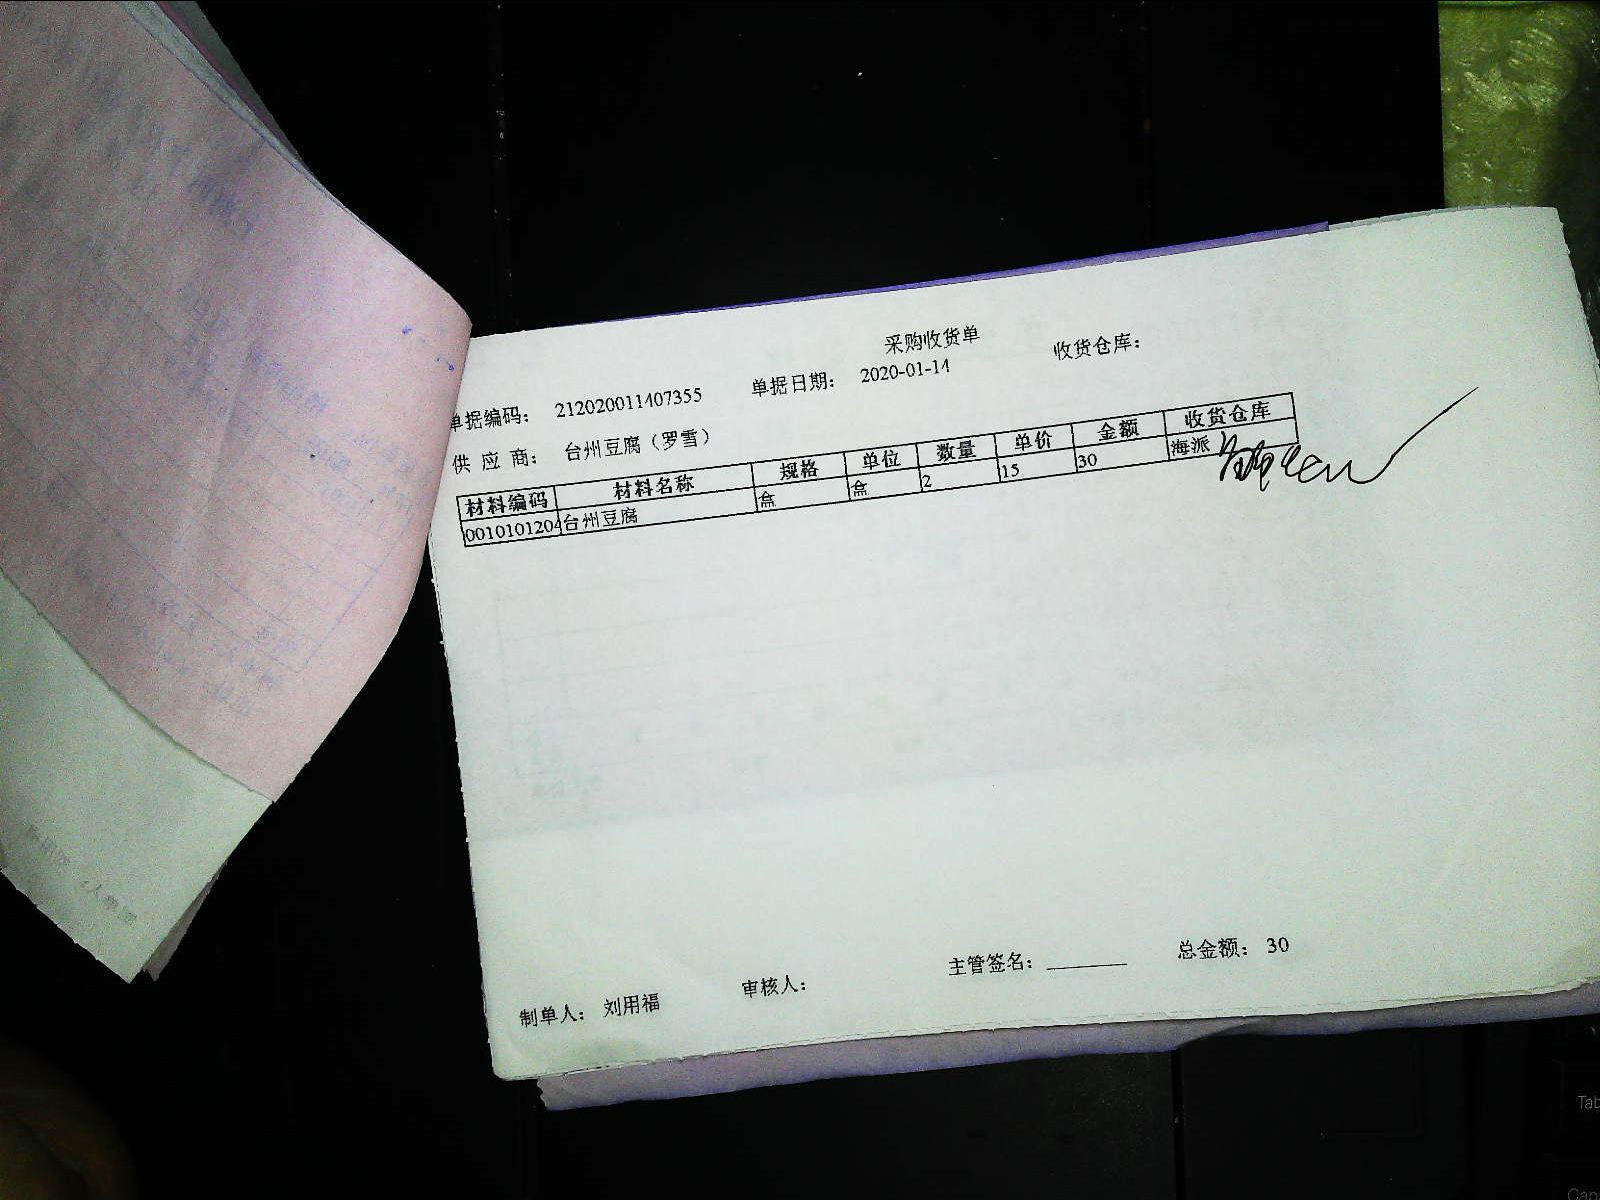 采购收货单
单据编码: 212020011407355 单据日期: 2020-01-14 收货仓库:
供 应 商: 台州豆腐（罗雪）
材料编码 材料名称 规格 单位 数量 单价 金额 收货仓库
0010101204 台州豆腐 盒 盒 2 15 30 海派
制单人: 刘用福 审核人: 主管签名: 总金额: 30
Tab